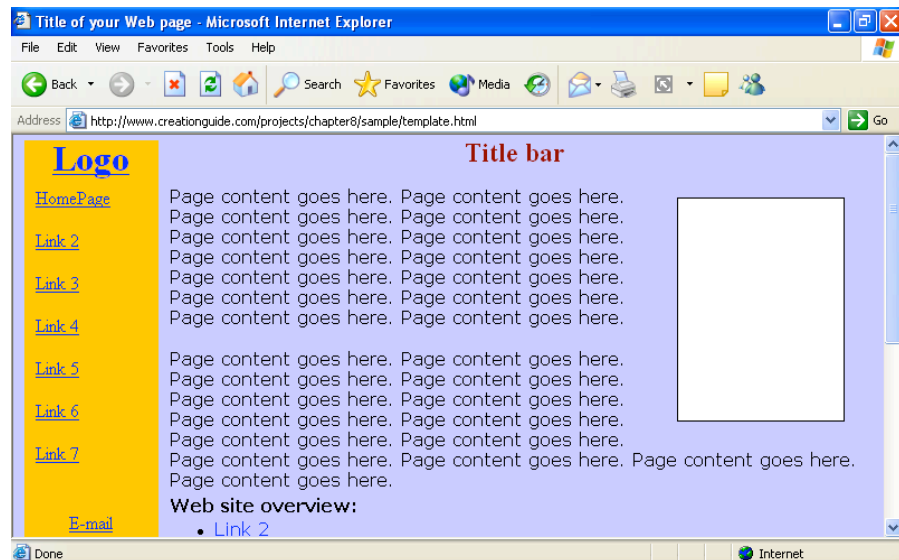 Title of your Web page - Microsoft Internet Explorer
File Edit View Favorites Tools Help
Back Search Favorites Media
Address http://www.creationguide.com/projects/chapter8/sample/template.html Go
Logo
HomePage
Link 2
Link 3
Link 4
Link 5
Link 6
Link 7
E-mail
Title bar
Page content goes here. Page content goes here.
Page content goes here. Page content goes here.
Page content goes here. Page content goes here.
Page content goes here. Page content goes here.
Page content goes here. Page content goes here.
Page content goes here. Page content goes here.
Page content goes here. Page content goes here.
Page content goes here. Page content goes here.
Page content goes here. Page content goes here.
Page content goes here. Page content goes here.
Page content goes here. Page content goes here.
Page content goes here. Page content goes here.
Page content goes here. Page content goes here. Page content goes here.
Page content goes here.
Web site overview:
• Link 2
Done Internet